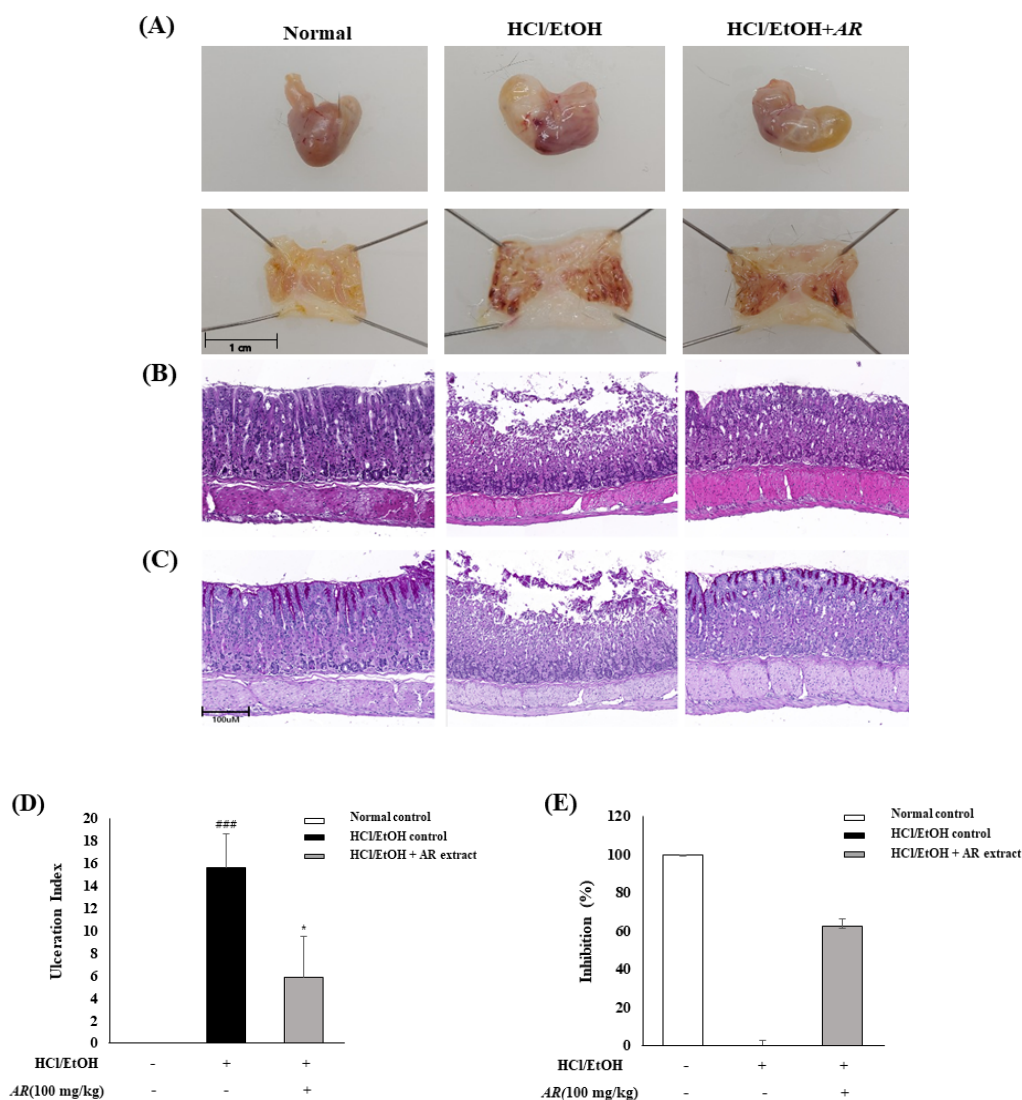 (A)
Normal
HCl/EtOH
HCl/EtOH+AR
1 cm
(B)
(C)
100uM
(D)
Ulceration Index
20
18
16
14
12
10
8
6
4
2
0
###
*
Normal control
HCl/EtOH control
HCl/EtOH + AR extract
HCl/EtOH - + +
AR(100 mg/kg) - - +
(E)
Inhibition (%)
120
100
80
60
40
20
0
Normal control
HCl/EtOH control
HCl/EtOH + AR extract
HCl/EtOH - + +
AR(100 mg/kg) - - +